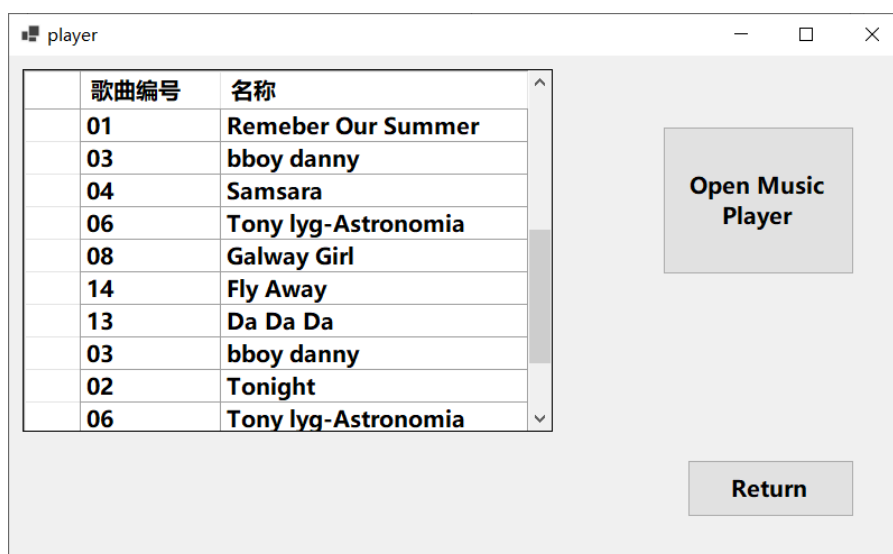 player
歌曲编号 名称
01 Remeber Our Summer
03 bboy danny
04 Samsara
06 Tony lyg-Astronomia
08 Galway Girl
14 Fly Away
13 Da Da Da
03 bboy danny
02 Tonight
06 Tony lyg-Astronomia
Open Music
Player
Return